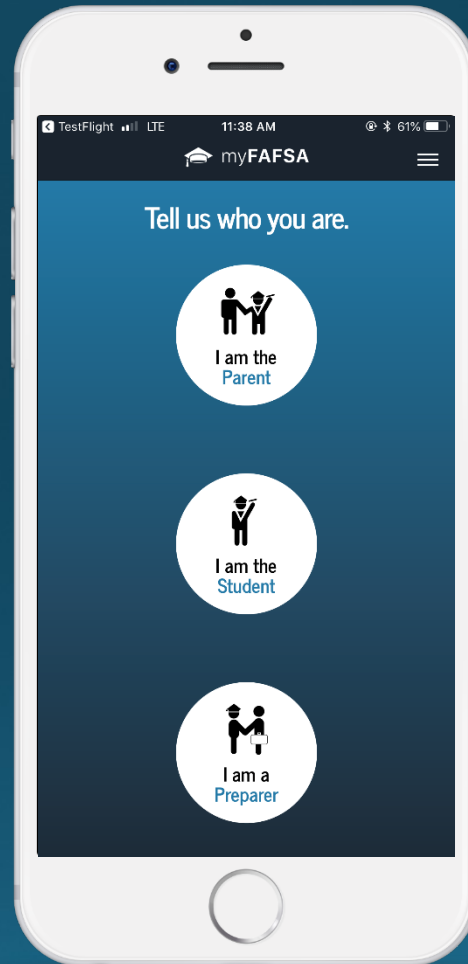 TestFlight LTE 11:38 AM 61%
myFAFSA
Tell us who you are.
I am the
Parent
I am the
Student
I am a
Preparer